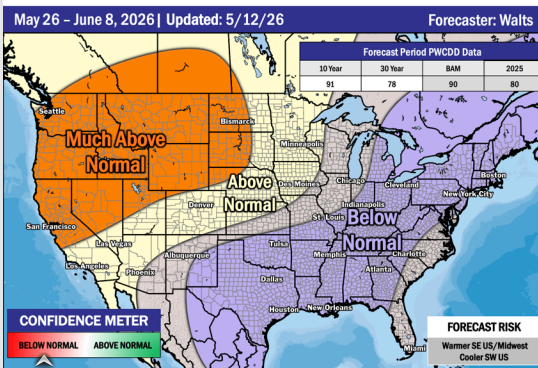 May 26 – June 8, 2026 | Updated: 5/12/26
Forecaster: Walts
Forecast Period PWCDD Data
10 Year 30 Year BAM 2025
91 78 90 80
Seattle
Bismarck
Much Above
Normal
Minneapolis
Above
Normal
Des Moines
Chicago
Cleveland
Boston
New York City
Denver
Indianapolis
St. Louis
Below
Normal
San Francisco
Las Vegas
Los Angeles
Phoenix
Albuquerque
Tulsa
Memphis
Charlotte
Atlanta
Dallas
Houston
New Orleans
Miami
CONFIDENCE METER
BELOW NORMAL ABOVE NORMAL
FORECAST RISK
Warmer SE US/Midwest
Cooler SW US